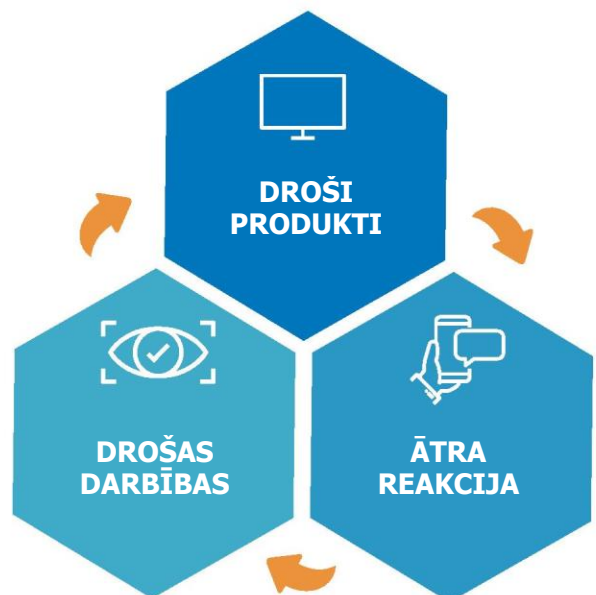 DROŠI
PRODUKTI
DROŠAS
DARBĪBAS
ĀTRA
REAKCIJA